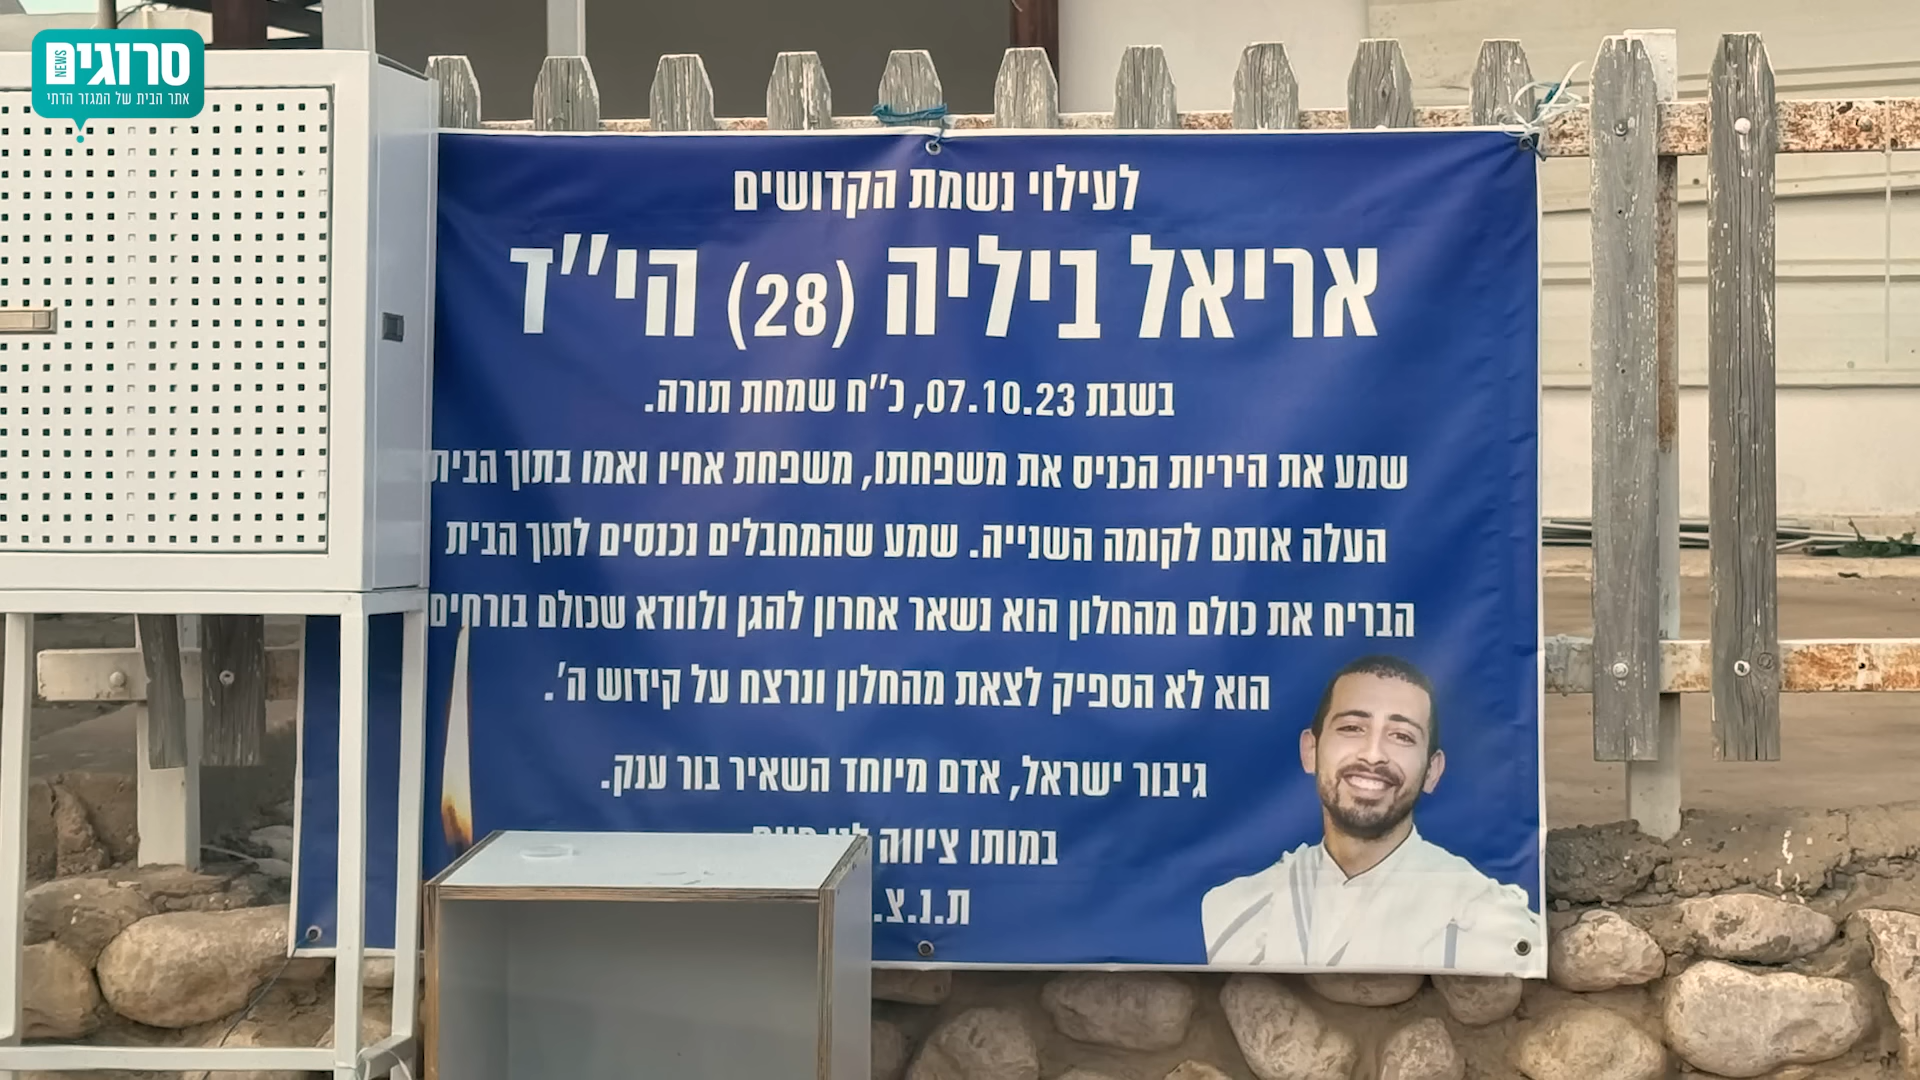 סרוגים
NEWS
אתר הבית של המגזר הדתי
לעילוי נשמת הקדושים
אריאל ביליה (28) הי"ד
בשבת 07.10.23, כ"ח שמחת תורה.
שמע את היריות הכניס את משפחתו, משפחת אחיו ואמו בתוך הבית
העלה אותם לקומה השנייה. שמע שהמחבלים נכנסים לתוך הבית
הבריח את כולם מהחלון הוא נשאר אחרון להגן ולוודא שכולם בורחים
הוא לא הספיק לצאת מהחלון ונרצח על קידוש ה'.
גיבור ישראל, אדם מיוחד השאיר בור ענק.
במותו ציווה
ת.נ.צ.